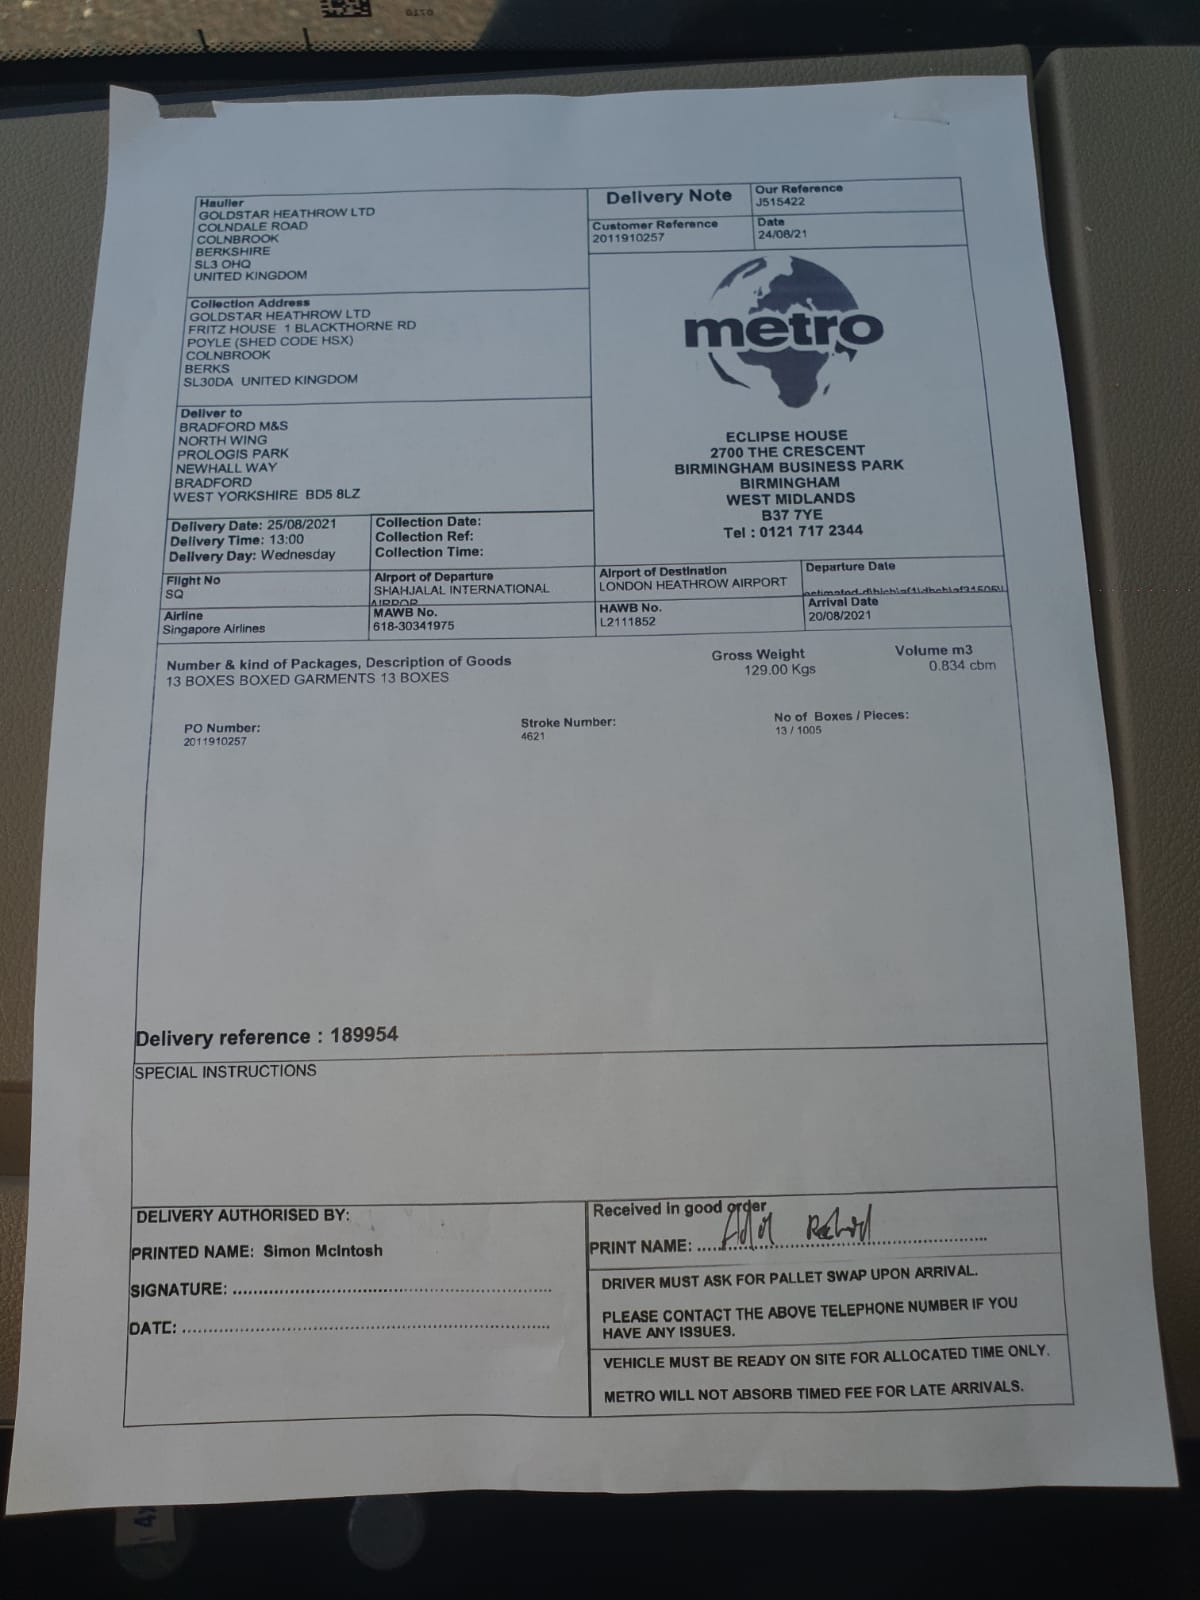 0210
Haulier
GOLDSTAR HEATHROW LTD
COLNDALE ROAD
COLNBROOK
BERKSHIRE
SL3 OHQ
UNITED KINGDOM
Delivery Note
Our Reference
J515422
Customer Reference
2011910257
Date
24/08/21
Collection Address
GOLDSTAR HEATHROW LTD
FRITZ HOUSE 1 BLACKTHORNE RD
POYLE (SHED CODE HSX)
COLNBROOK
BERKS
SL30DA UNITED KINGDOM
metro
Deliver to
BRADFORD M&S
NORTH WING
PROLOGIS PARK
NEWHALL WAY
BRADFORD
WEST YORKSHIRE BD5 8LZ
ECLIPSE HOUSE
2700 THE CRESCENT
BIRMINGHAM BUSINESS PARK
BIRMINGHAM
WEST MIDLANDS
B37 7YE
Tel : 0121 717 2344
Delivery Date: 25/08/2021
Delivery Time: 13:00
Delivery Day: Wednesday
Collection Date:
Collection Ref:
Collection Time:
Flight No
SQ
Airport of Departure
SHAHJALAL INTERNATIONAL
AIRPOR
Airport of Destination
LONDON HEATHROW AIRPORT
Departure Date
Airline
Singapore Airlines
MAWB No.
618-30341975
HAWB No.
L2111852
Arrival Date
20/08/2021
Number & kind of Packages, Description of Goods
13 BOXES BOXED GARMENTS 13 BOXES
Gross Weight
129.00 Kgs
Volume m3
0.834 cbm
PO Number:
2011910257
Stroke Number:
4621
No of Boxes / Pieces:
13 / 1005
Delivery reference : 189954
SPECIAL INSTRUCTIONS
DELIVERY AUTHORISED BY:
PRINTED NAME: Simon McIntosh
SIGNATURE:
DATE:
Received in good order
PRINT NAME:
DRIVER MUST ASK FOR PALLET SWAP UPON ARRIVAL.
PLEASE CONTACT THE ABOVE TELEPHONE NUMBER IF YOU
HAVE ANY ISSUES.
VEHICLE MUST BE READY ON SITE FOR ALLOCATED TIME ONLY.
METRO WILL NOT ABSORB TIMED FEE FOR LATE ARRIVALS.